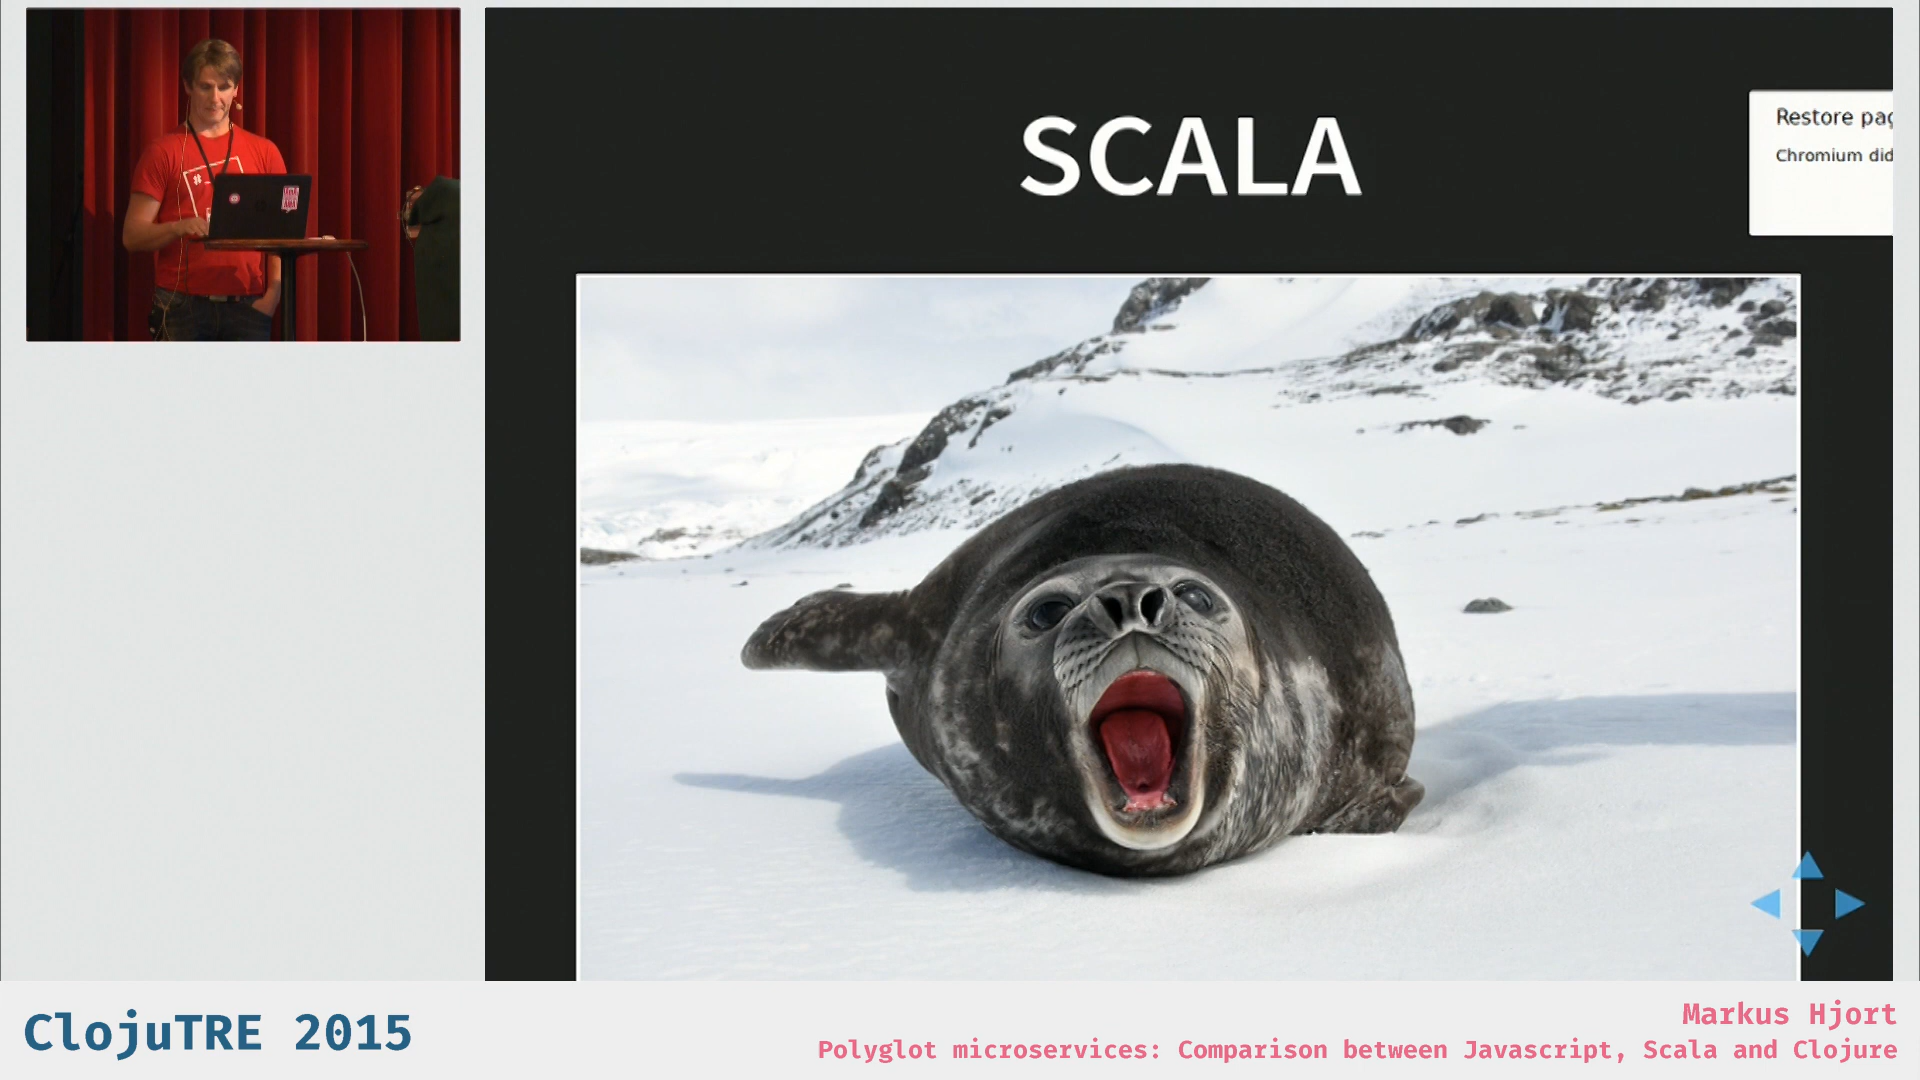 SCALA
Restore pag
Chromium did
ClojuTRE 2015
Markus Hjort
Polyglot microservices: Comparison between Javascript, Scala and Clojure